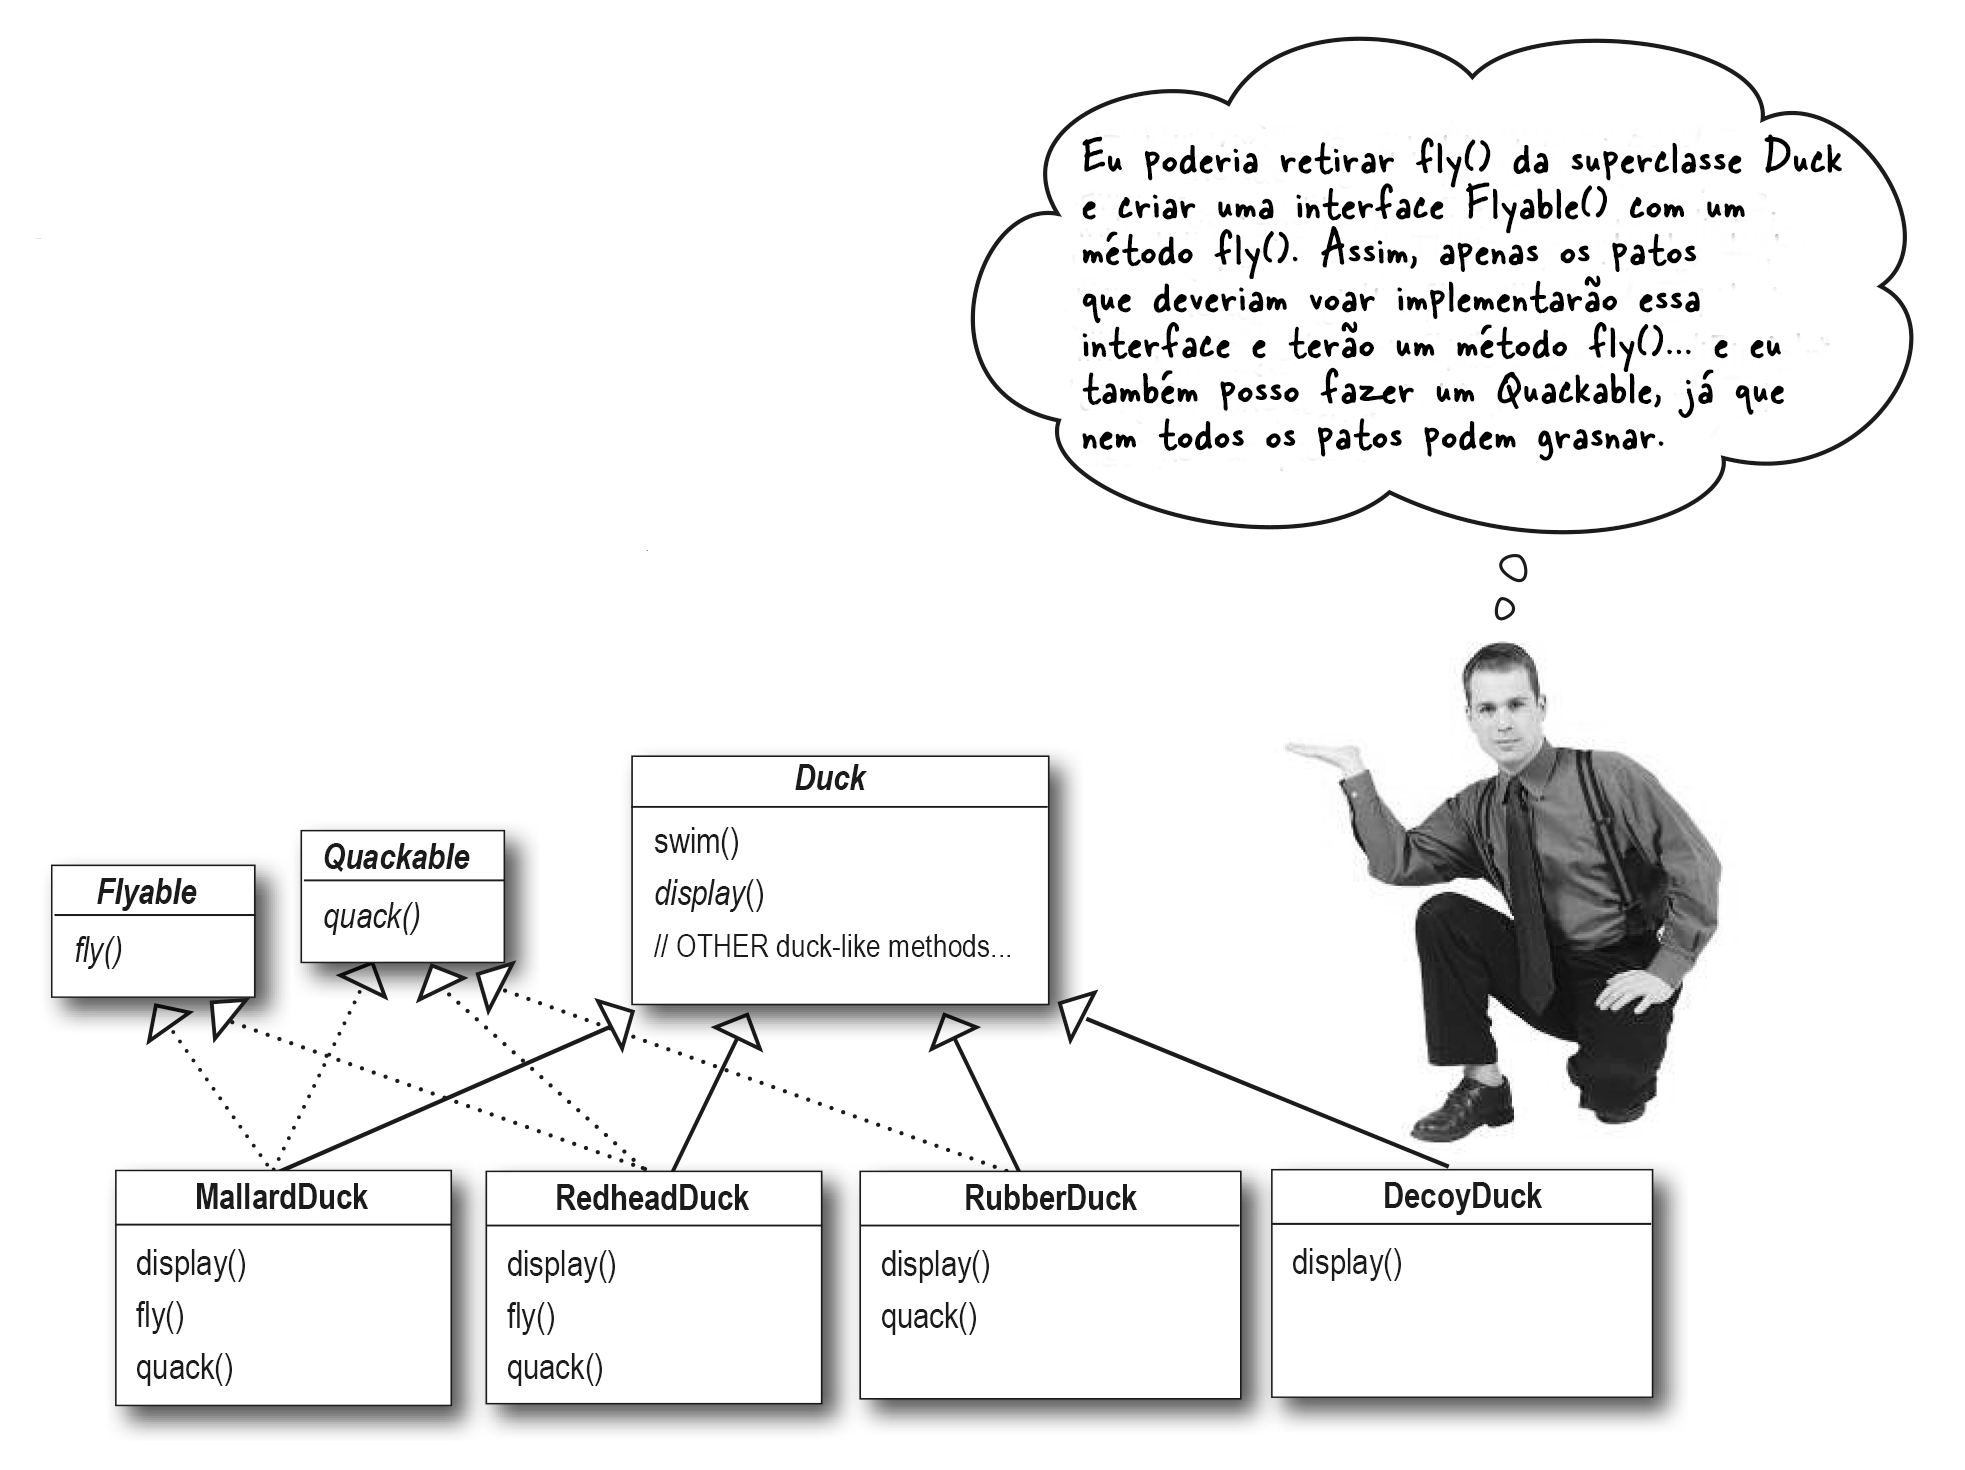 Eu poderia retirar fly() da superclasse Duck
e criar uma interface Flyable() com um
método fly(). Assim, apenas os patos
que deveriam voar implementarão essa
interface e terão um método fly()... e eu
também posso fazer um Quackable, já que
nem todos os patos podem grasnar.
Duck
swim()
display()
// OTHER duck-like methods...
Quackable
quack()
Flyable
fly()
MallardDuck
display()
fly()
quack()
RedheadDuck
display()
fly()
quack()
RubberDuck
display()
quack()
DecoyDuck
display()